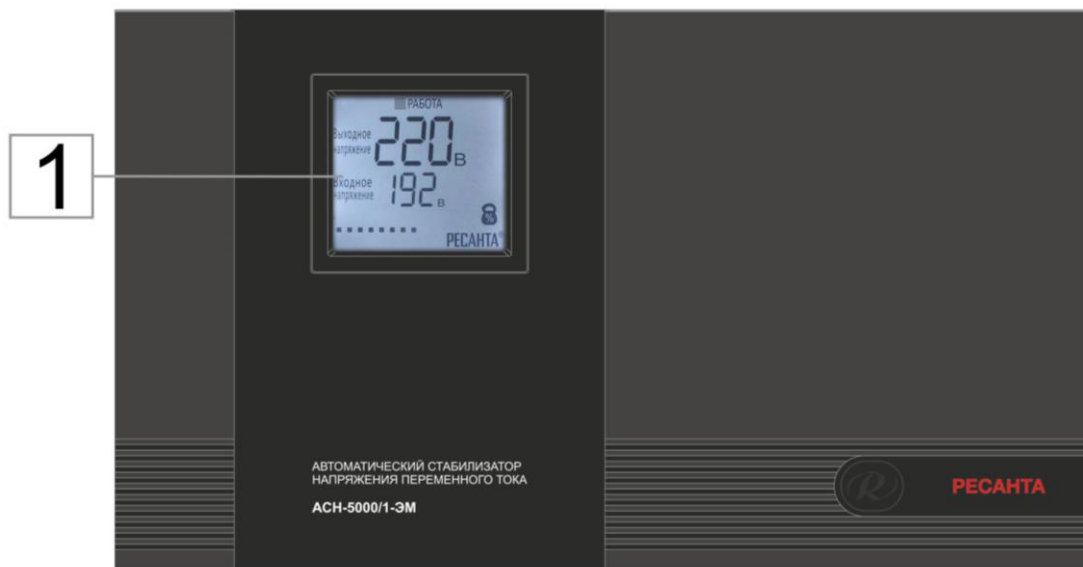 1
РАБОТА
Выходное
напряжение
220 В
Входное
напряжение
192 В
%
РЕСАНТА®
АВТОМАТИЧЕСКИЙ СТАБИЛИЗАТОР
НАПРЯЖЕНИЯ ПЕРЕМЕННОГО ТОКА
АСН-5000/1-ЭМ
R
РЕСАНТА